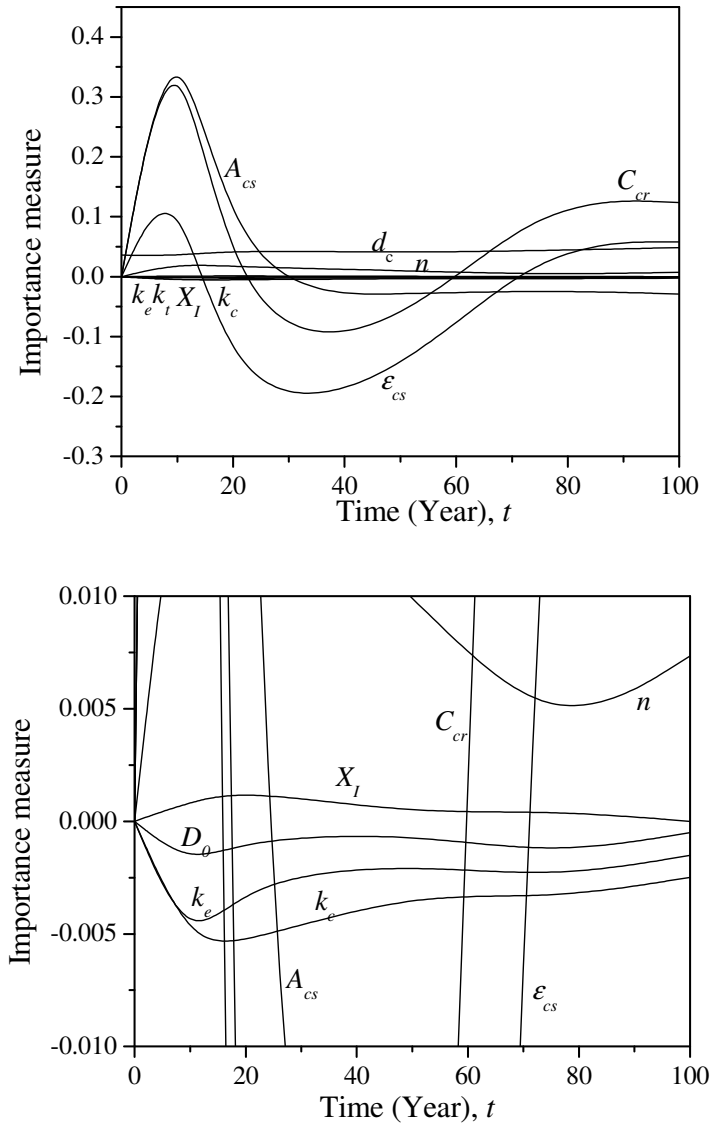 0.4
0.3
0.2
0.1
0.0
-0.1
-0.2
-0.3
Importance measure
A_cs
C_cr
d_c
n
k_e k_t X_I k_c
ε_cs
0 20 40 60 80 100
Time (Year), t
0.010
0.005
0.000
-0.005
-0.010
Importance measure
n
C_cr
X_I
D_0
k_e
k_c
A_cs
ε_cs
0 20 40 60 80 100
Time (Year), t